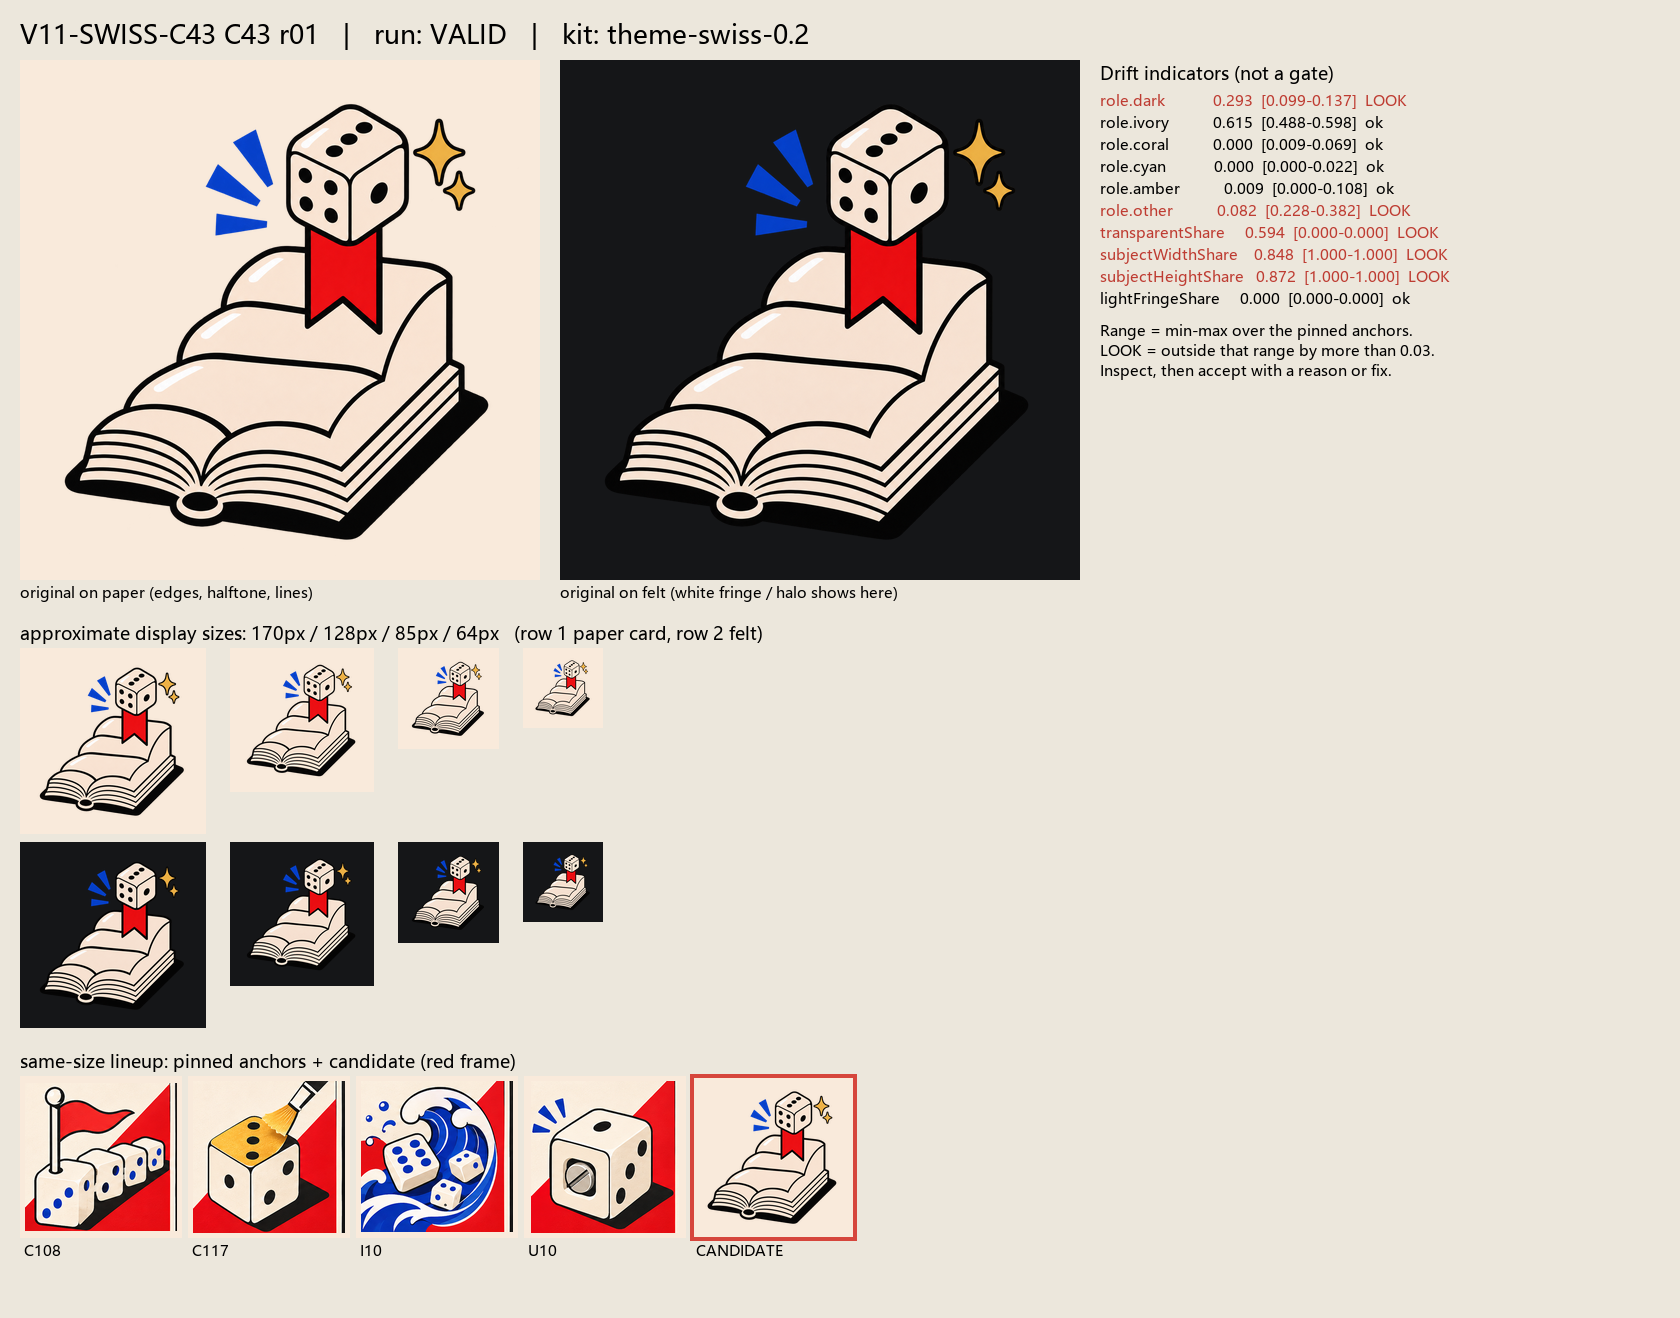 V11-SWISS-C43 C43 r01 | run: VALID | kit: theme-swiss-0.2
Drift indicators (not a gate)
role.dark 0.293 [0.099-0.137] LOOK
role.ivory 0.615 [0.488-0.598] ok
role.coral 0.000 [0.009-0.069] ok
role.cyan 0.000 [0.000-0.022] ok
role.amber 0.009 [0.000-0.108] ok
role.other 0.082 [0.228-0.382] LOOK
transparentShare 0.594 [0.000-0.000] LOOK
subjectWidthShare 0.848 [1.000-1.000] LOOK
subjectHeightShare 0.872 [1.000-1.000] LOOK
lightFringeShare 0.000 [0.000-0.000] ok
Range = min-max over the pinned anchors.
LOOK = outside that range by more than 0.03.
Inspect, then accept with a reason or fix.
original on paper (edges, halftone, lines)
original on felt (white fringe / halo shows here)
approximate display sizes: 170px / 128px / 85px / 64px (row 1 paper card, row 2 felt)
same-size lineup: pinned anchors + candidate (red frame)
C108
C117
I10
U10
CANDIDATE